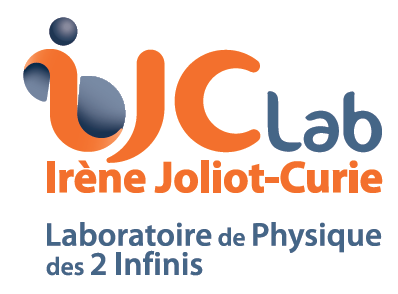 iJCLab
Irène Joliot-Curie
Laboratoire de Physique
des 2 Infinis